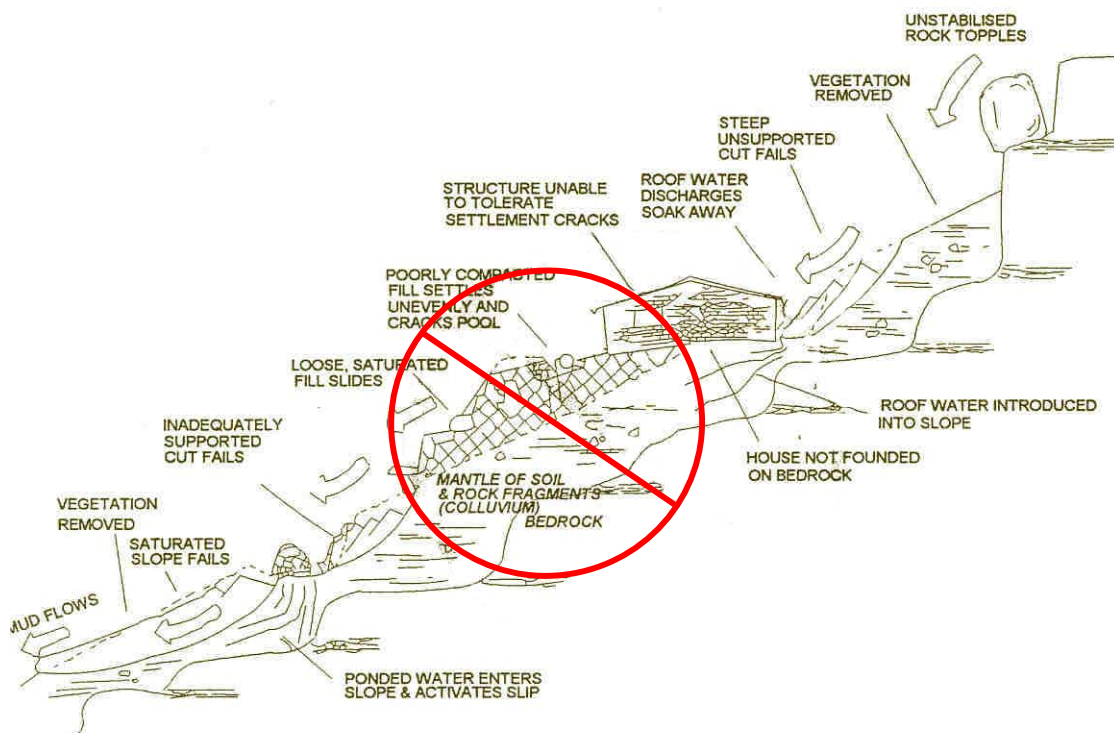 UNSTABILISED
ROCK TOPPLES
VEGETATION
REMOVED
STEEP
UNSUPPORTED
CUT FAILS
ROOF WATER
DISCHARGES
SOAK AWAY
STRUCTURE UNABLE
TO TOLERATE
SETTLEMENT CRACKS
POORLY COMPACTED
FILL SETTLES
UNEVENLY AND
CRACKS POOL
LOOSE, SATURATED
FILL SLIDES
INADEQUATELY
SUPPORTED
CUT FAILS
ROOF WATER INTRODUCED
INTO SLOPE
HOUSE NOT FOUNDED
ON BEDROCK
MANTLE OF SOIL
& ROCK FRAGMENTS
(COLLUVIUM)
BEDROCK
VEGETATION
REMOVED
SATURATED
SLOPE FAILS
MUD FLOWS
PONDED WATER ENTERS
SLOPE & ACTIVATES SLIP